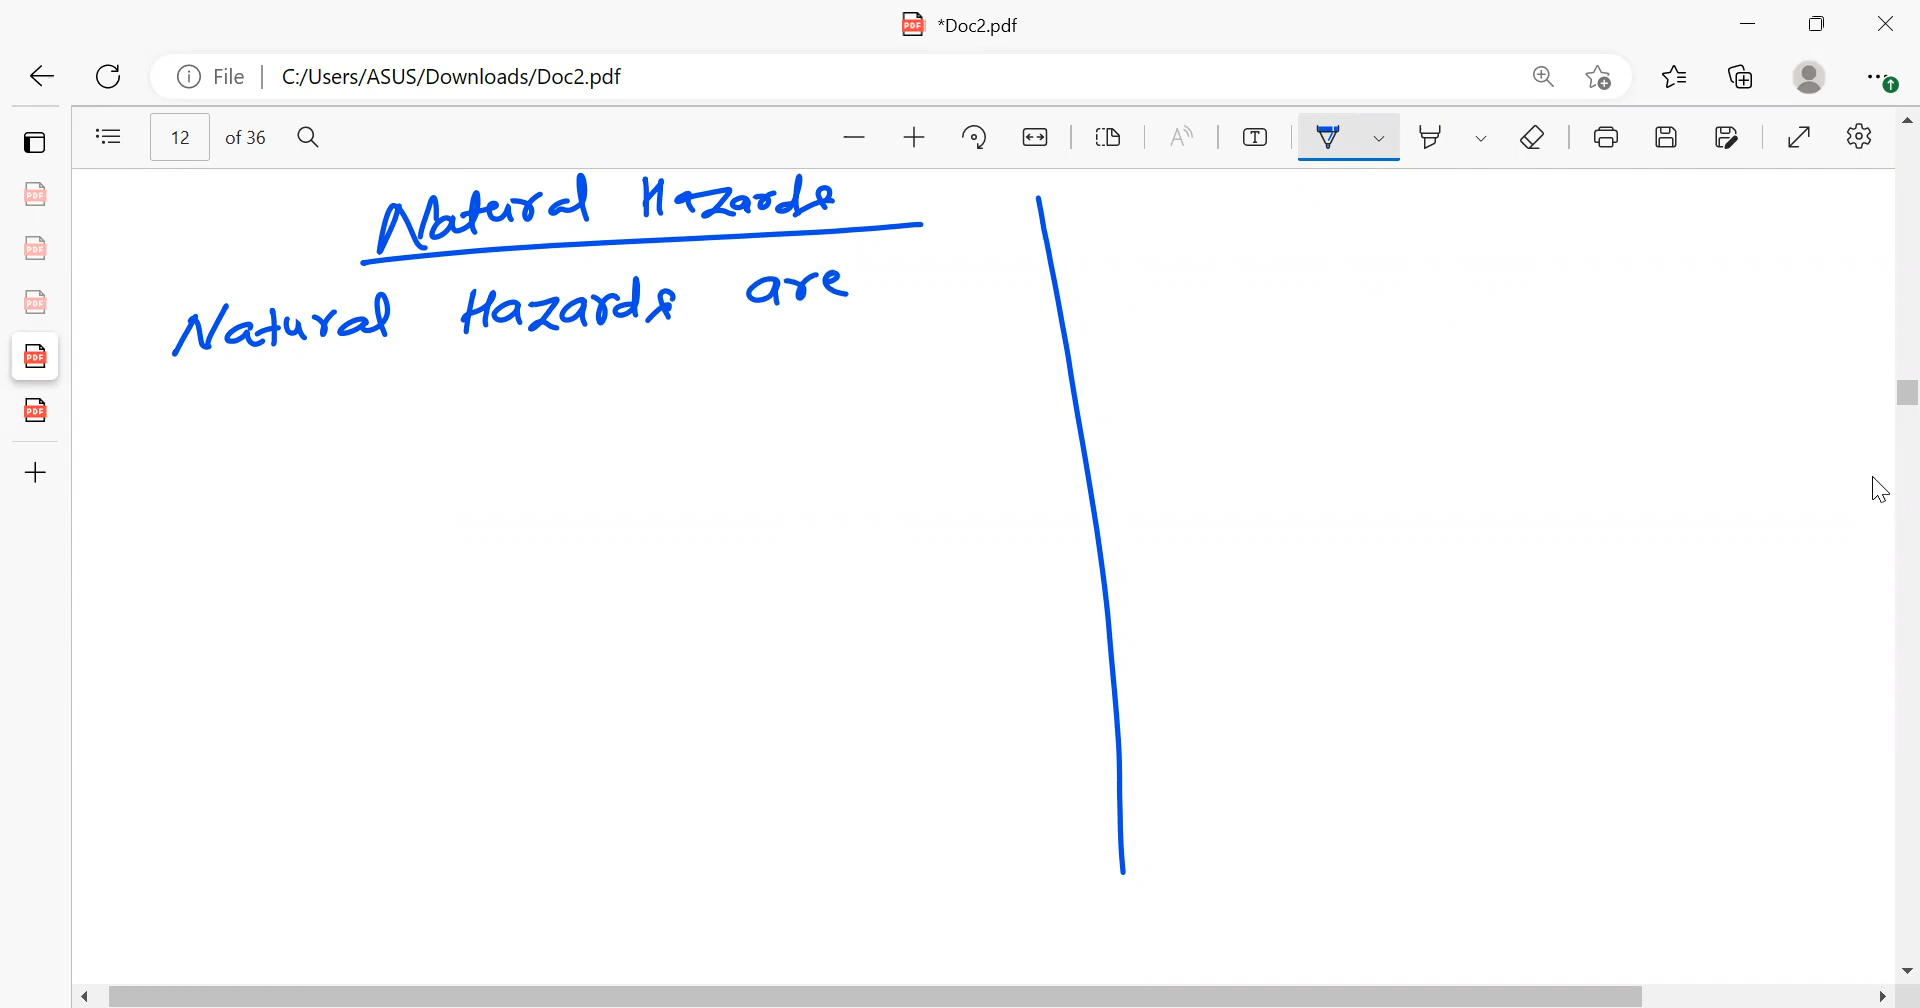 *Doc2.pdf
File
C:/Users/ASUS/Downloads/Doc2.pdf
12 of 36
Natural Hazards
Natural Hazards are